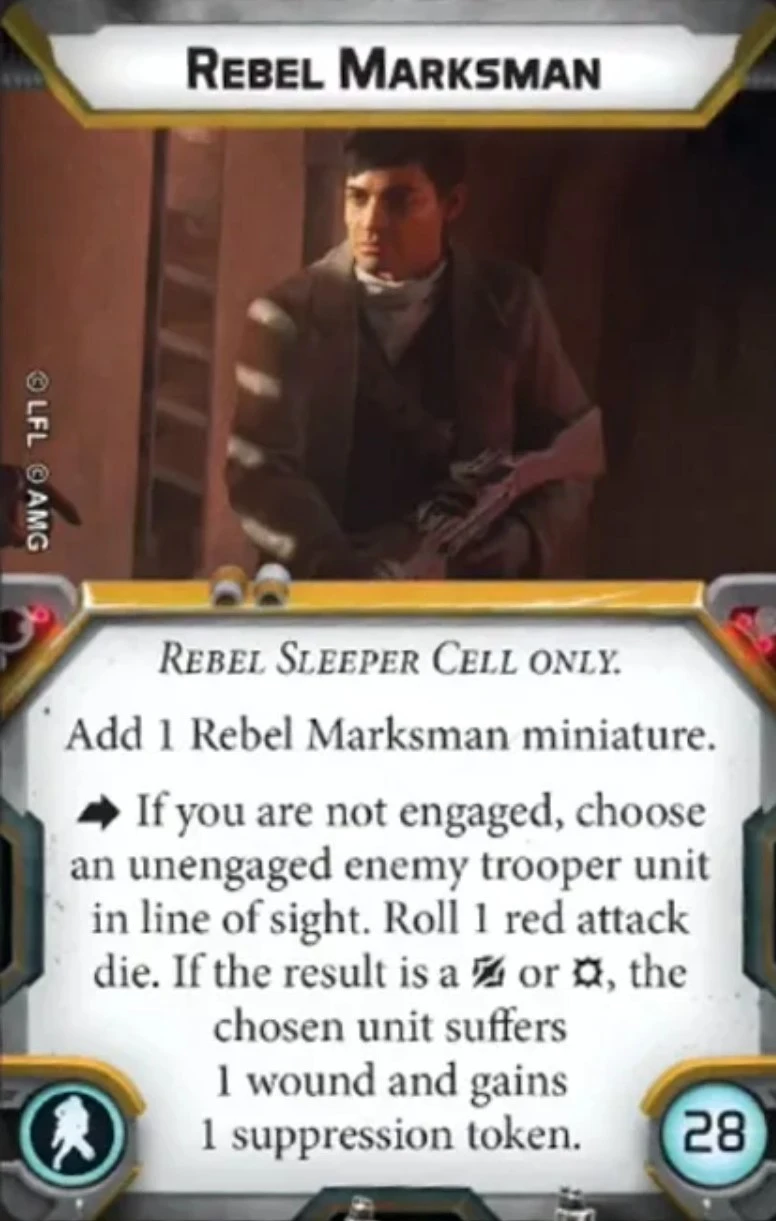 REBEL MARKSMAN
© LFL © AMG
REBEL SLEEPER CELL ONLY.
Add 1 Rebel Marksman miniature.
If you are not engaged, choose
an unengaged enemy trooper unit
in line of sight. Roll 1 red attack
die. If the result is a or , the
chosen unit suffers
1 wound and gains
1 suppression token.
28